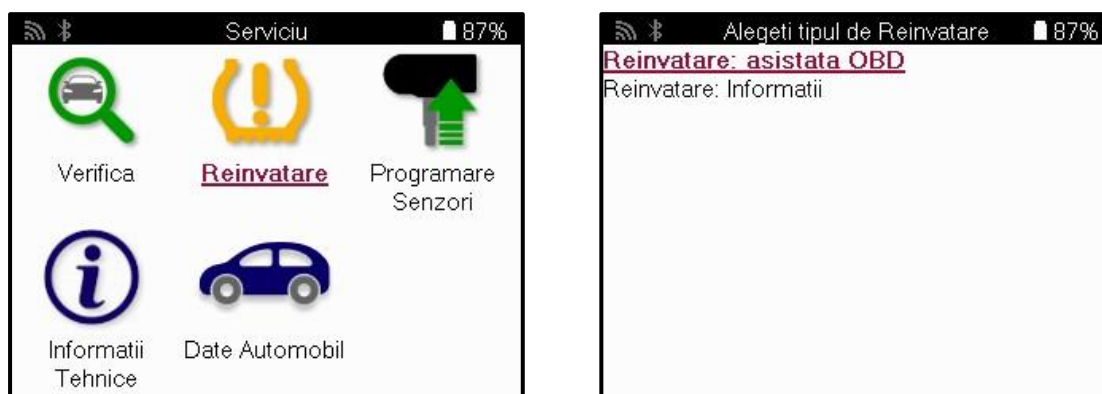 Serviciu
87%
Verifica
Reinvatare
Programare
Senzori
Informatii
Tehnice
Date Automobil
Alegeti tipul de Reinvatare
87%
Reinvatare: asistata OBD
Reinvatare: Informatii